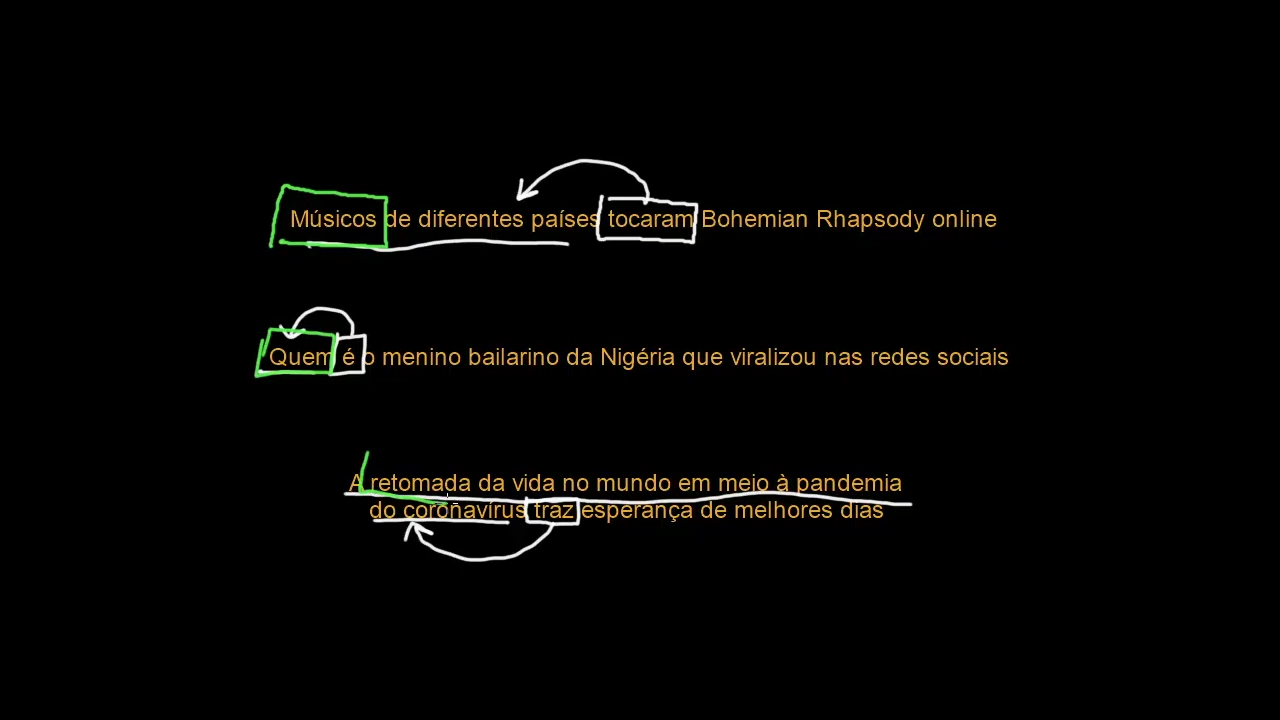 Músicos de diferentes países tocaram Bohemian Rhapsody online
Quem é o menino bailarino da Nigéria que viralizou nas redes sociais
A retomada da vida no mundo em meio à pandemia
do coronavírus traz esperança de melhores dias